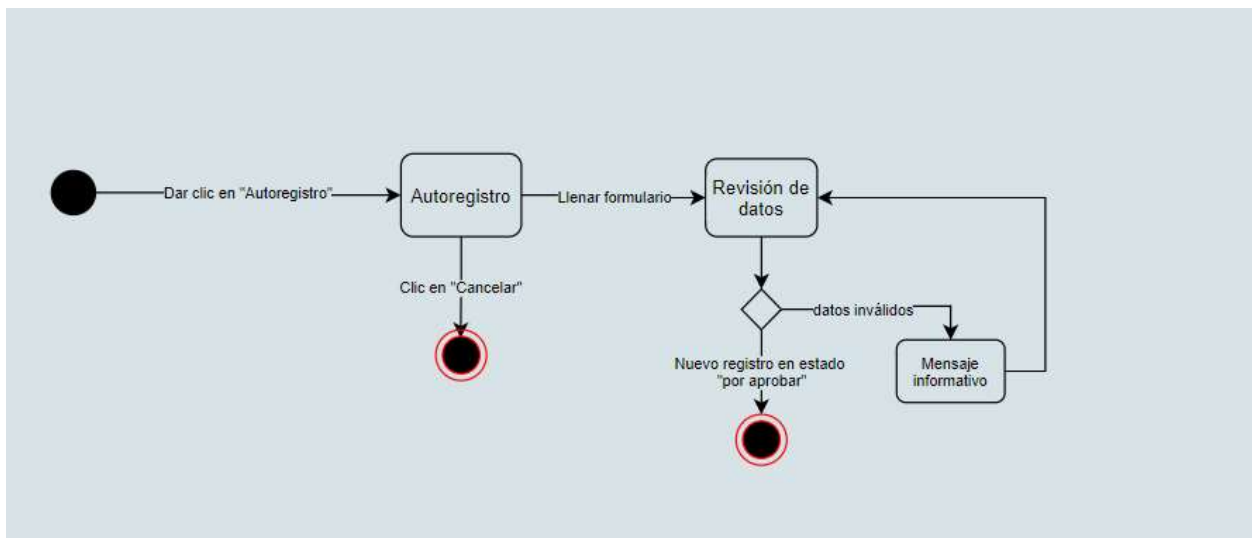 Dar clic en "Autoregistro"
Autoregistro
Llenar formulario
Revisión de
datos
Clic en "Cancelar"
datos inválidos
Nuevo registro en estado
"por aprobar"
Mensaje
informativo